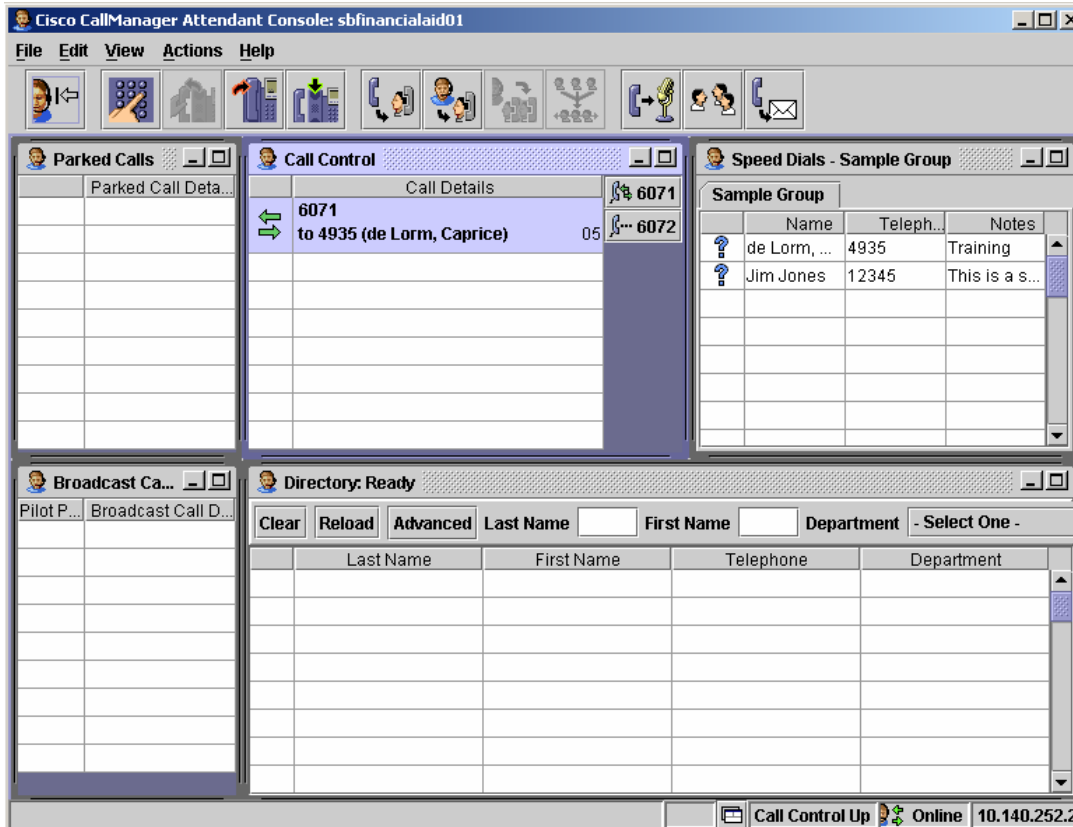 Cisco CallManager Attendant Console: sbfinancialaid01
File Edit View Actions Help
Parked Calls
Parked Call Deta...
Call Control
Call Details
6071
to 4935 (de Lorm, Caprice) 05
6071
6072
Speed Dials - Sample Group
Sample Group
Name Teleph... Notes
de Lorm, ... 4935 Training
Jim Jones 12345 This is a s...
Broadcast Ca...
Pilot P... Broadcast Call D...
Directory: Ready
Clear Reload Advanced Last Name First Name Department - Select One -
Last Name First Name Telephone Department
Call Control Up Online 10.140.252.2